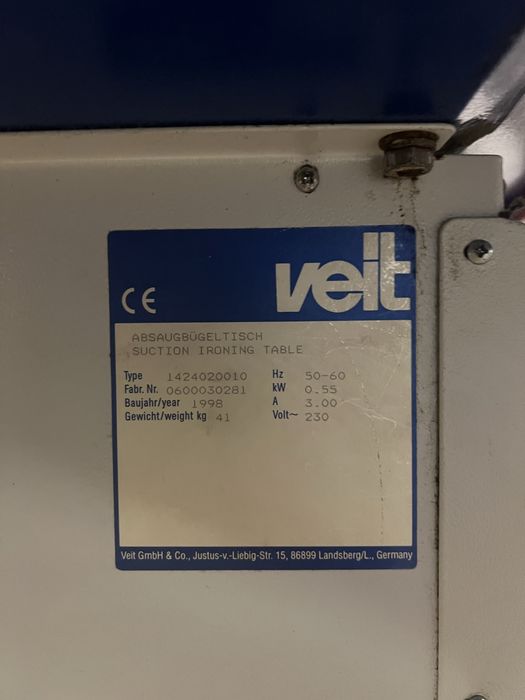 veit
CE
ABSAUGBÜGELTISCH
SUCTION IRONING TABLE
Type 1424020010 Hz 50-60
Fabr. Nr. 0600030281 kW 0.55
Baujahr/year 1998 A 3.00
Gewicht/weight kg 41 Volt~ 230
Veit GmbH & Co., Justus-v.-Liebig-Str. 15, 86899 Landsberg/L., Germany